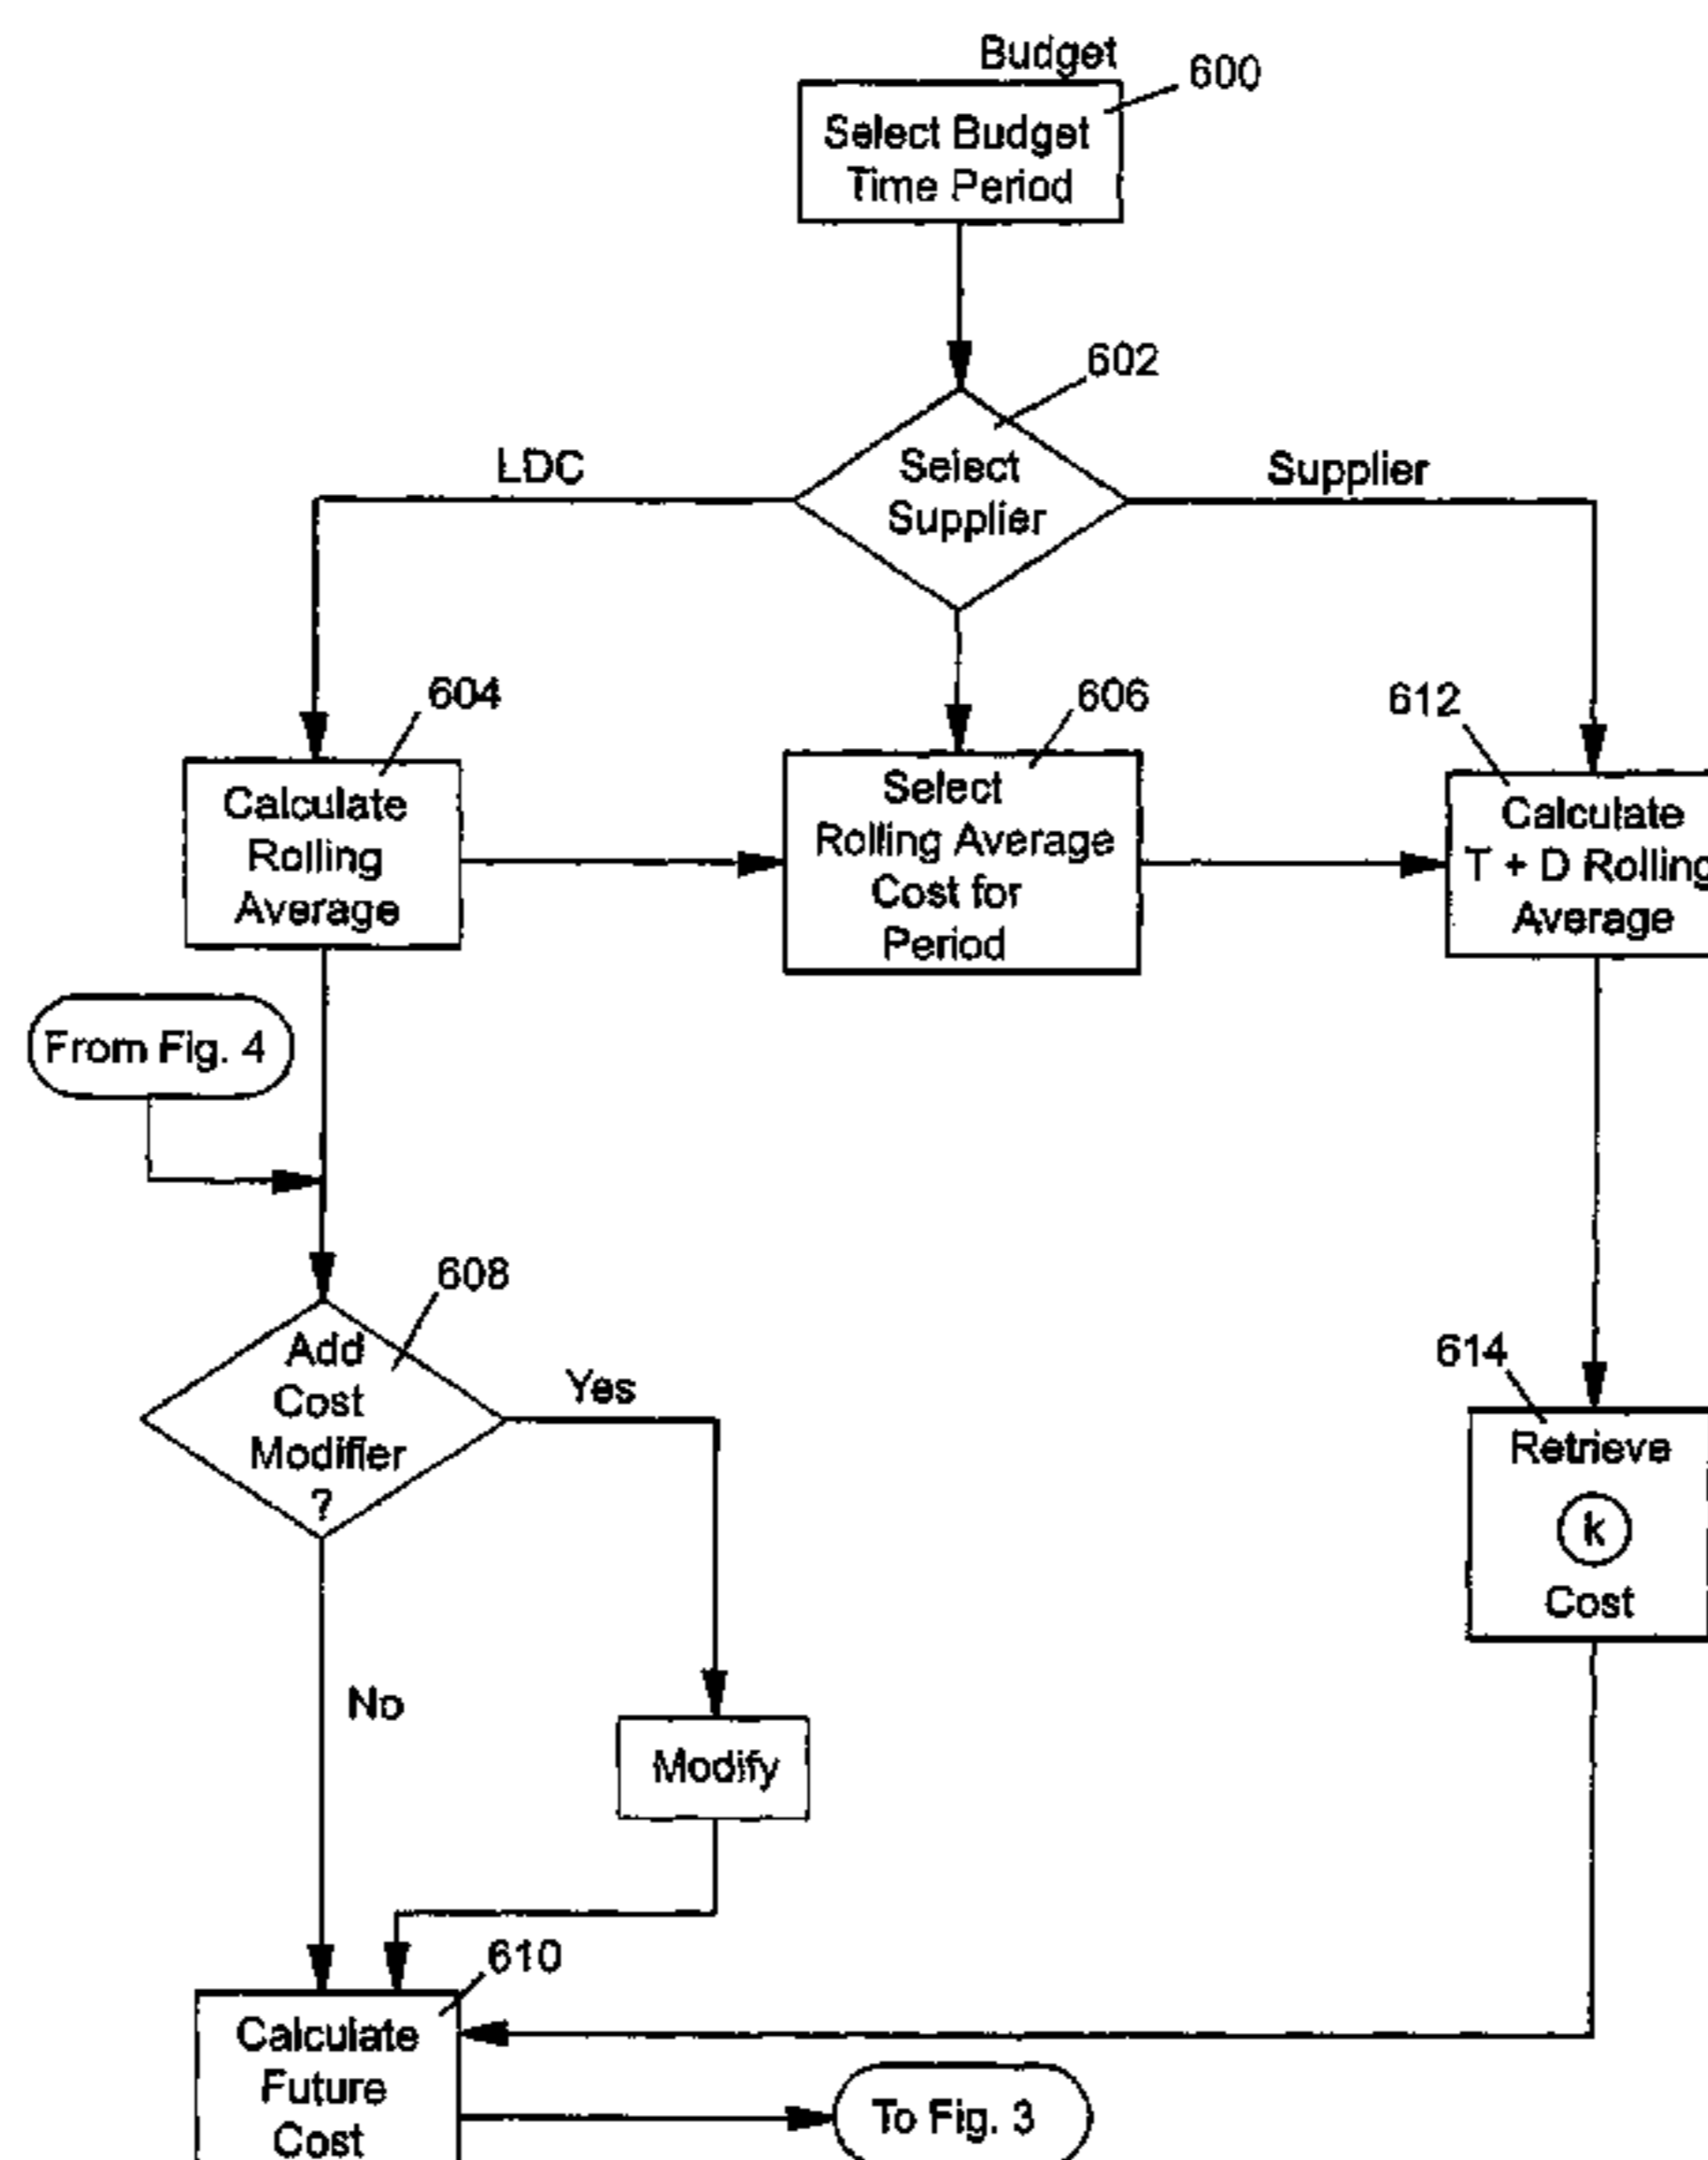 Budget
600
Select Budget
Time Period
602
Select
Supplier
LDC
Supplier
604
Calculate
Rolling
Average
606
Select
Rolling Average
Cost for
Period
612
Calculate
T + D Rolling
Average
From Fig. 4
608
Add
Cost
Modifier
?
Yes
614
Retrieve
k
Cost
No
Modify
610
Calculate
Future
Cost
To Fig. 3